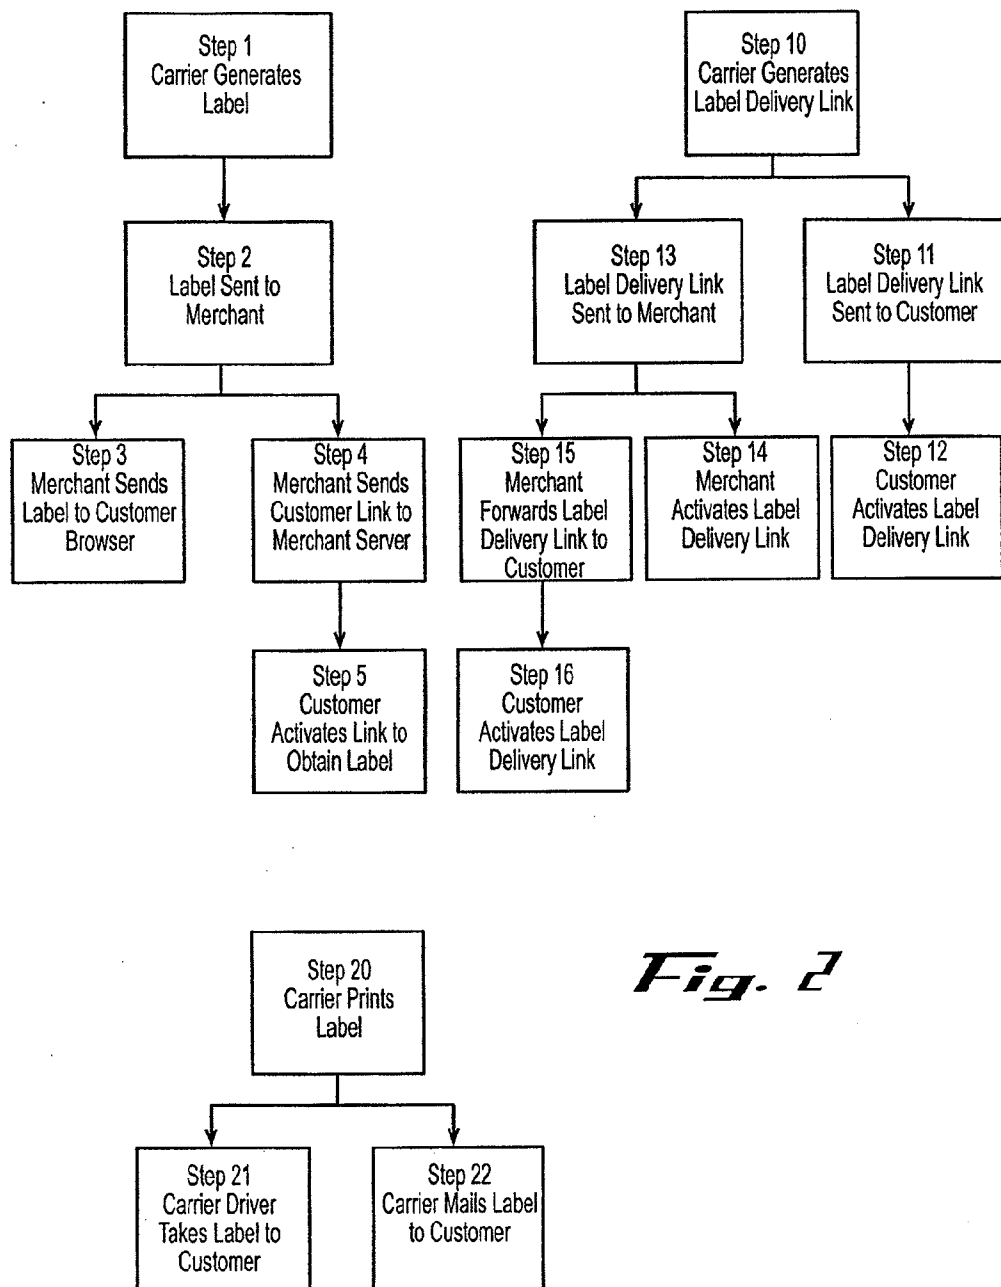 Step 1
Carrier Generates
Label
Step 10
Carrier Generates
Label Delivery Link
Step 2
Label Sent to
Merchant
Step 13
Label Delivery Link
Sent to Merchant
Step 11
Label Delivery Link
Sent to Customer
Step 3
Merchant Sends
Label to Customer
Browser
Step 4
Merchant Sends
Customer Link to
Merchant Server
Step 15
Merchant
Forwards Label
Delivery Link to
Customer
Step 14
Merchant
Activates Label
Delivery Link
Step 12
Customer
Activates Label
Delivery Link
Step 5
Customer
Activates Link to
Obtain Label
Step 16
Customer
Activates Label
Delivery Link
Step 20
Carrier Prints
Label
Fig. 2
Step 21
Carrier Driver
Takes Label to
Customer
Step 22
Carrier Mails Label
to Customer